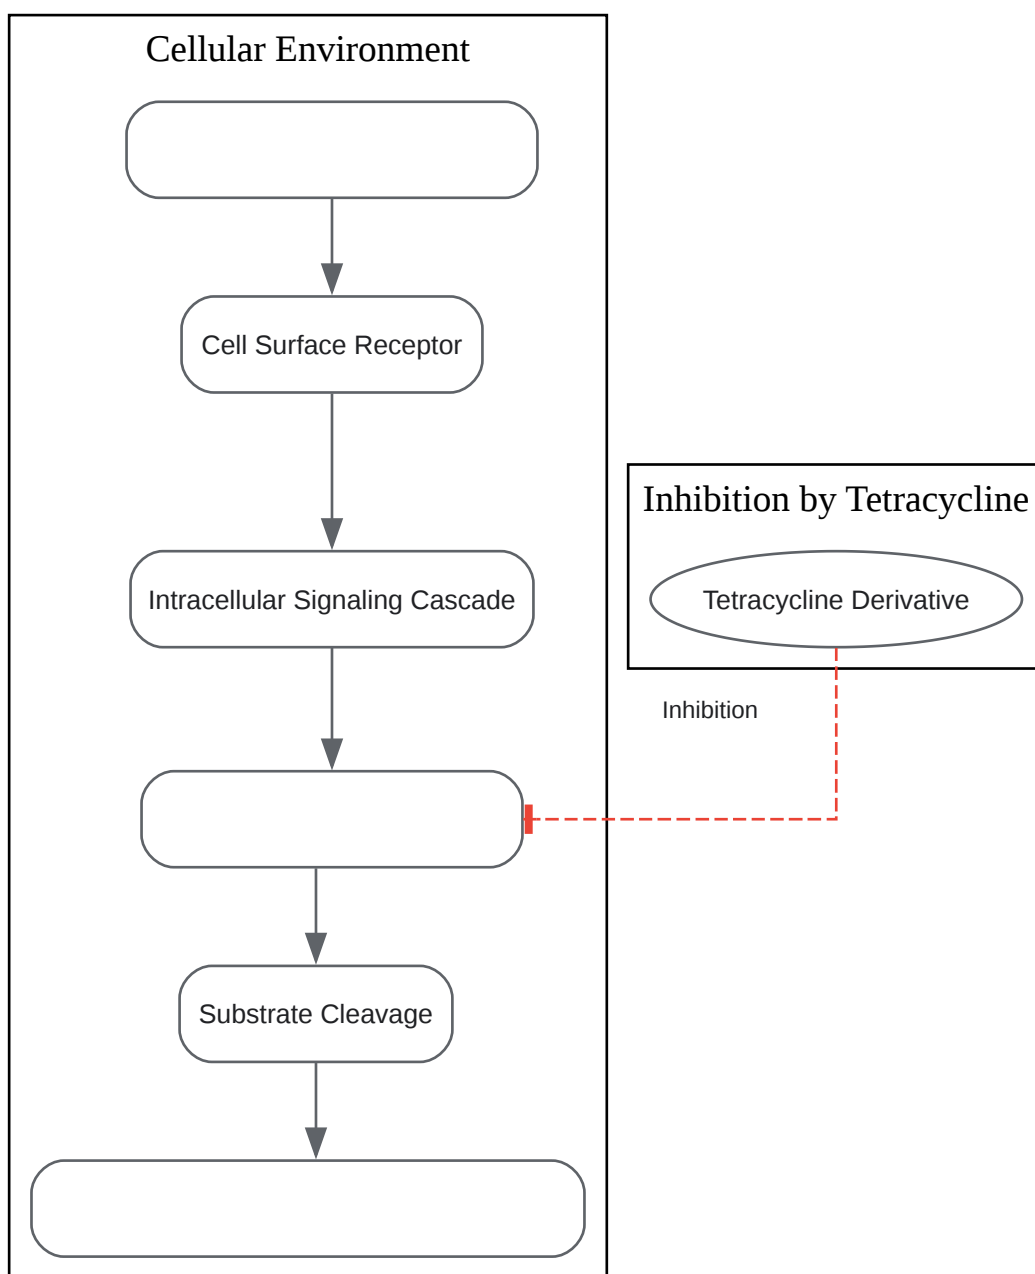 Cellular Environment
Cell Surface Receptor
Intracellular Signaling Cascade
Inhibition by Tetracycline
Tetracycline Derivative
Inhibition
Substrate Cleavage